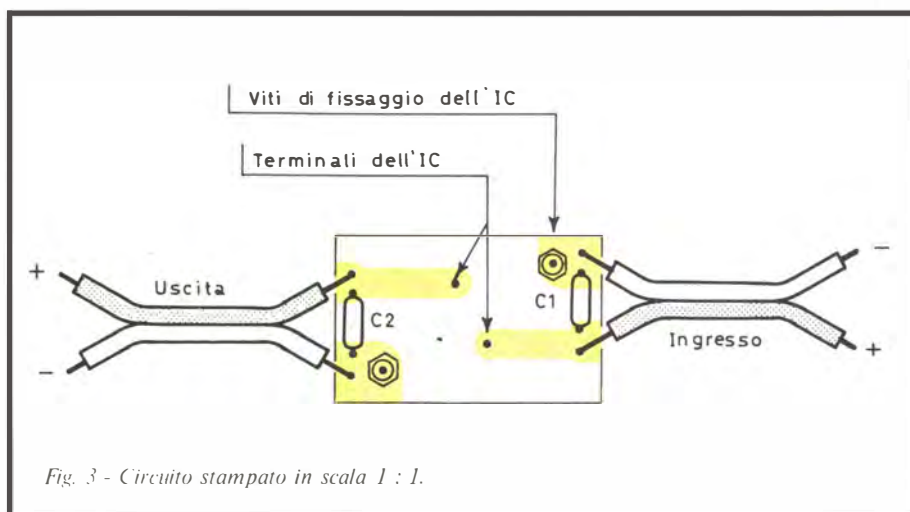 Viti di fissaggio dell'IC
Terminali dell'IC
+
Uscita
-
C2
C1
-
Ingresso
+
Fig. 3 - Circuito stampato in scala 1 : 1.